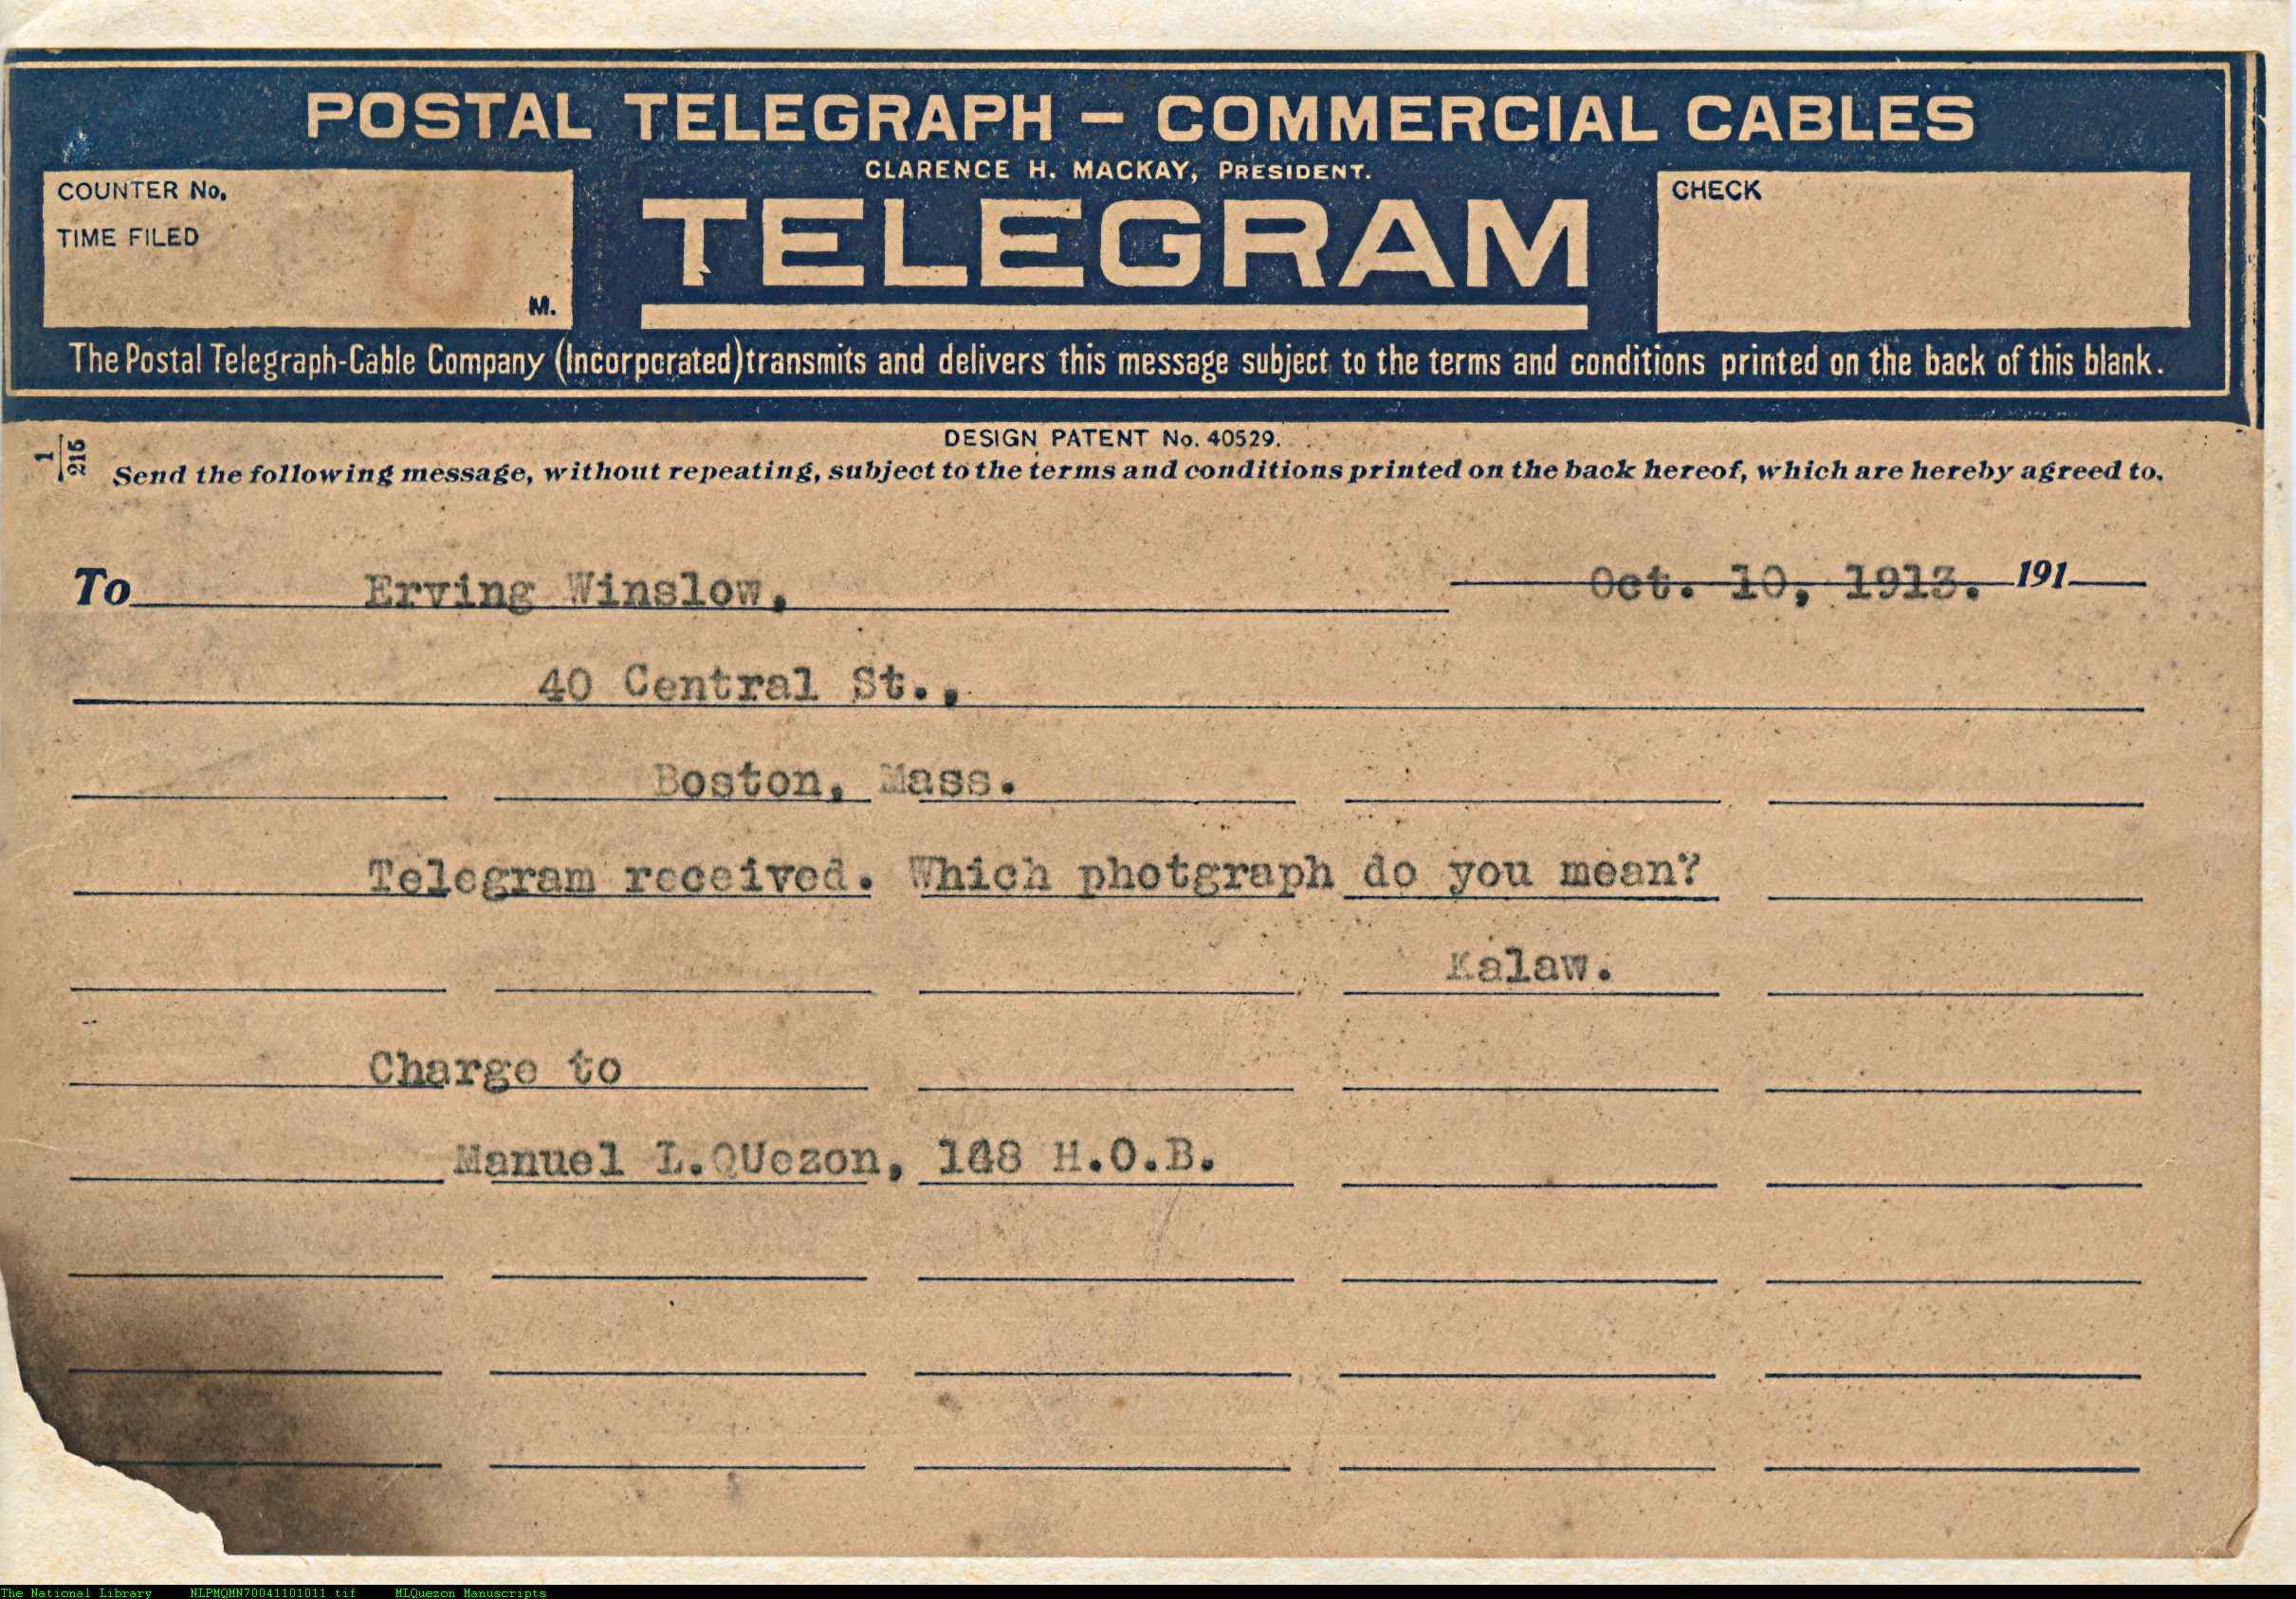 POSTAL TELEGRAPH – COMMERCIAL CABLES
CLARENCE H. MACKAY, PRESIDENT.
COUNTER No.
TIME FILED
M.
TELEGRAM
CHECK
The Postal Telegraph-Cable Company (Incorporated) transmits and delivers this message subject to the terms and conditions printed on the back of this blank.
DESIGN PATENT No. 40529.
1/215
Send the following message, without repeating, subject to the terms and conditions printed on the back hereof, which are hereby agreed to.
To Erving Winslow, Oct. 10, 1913. 191
40 Central St.,
Boston, Mass.
Telegram received. Which photgraph do you mean?
Kalaw.
Charge to
Manuel L.QUezon, H.O.B.
The National Library NLPMQMN70041101011.tif MLQuezon Manuscripts